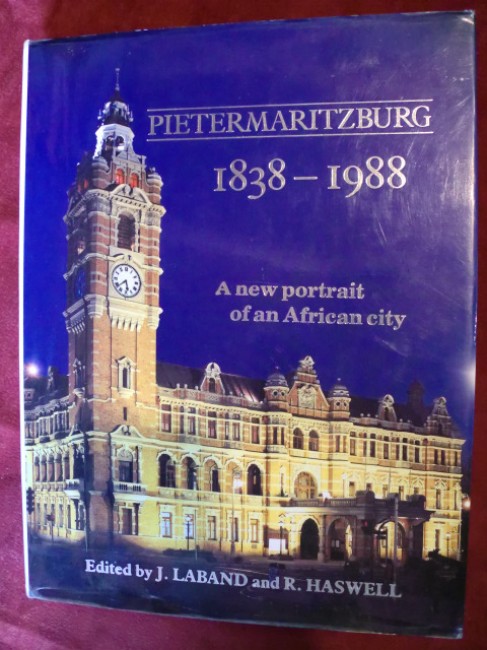 PIETERMARITZBURG
1838 – 1988
A new portrait
of an African city
Edited by J. LABAND and R. HASWELL